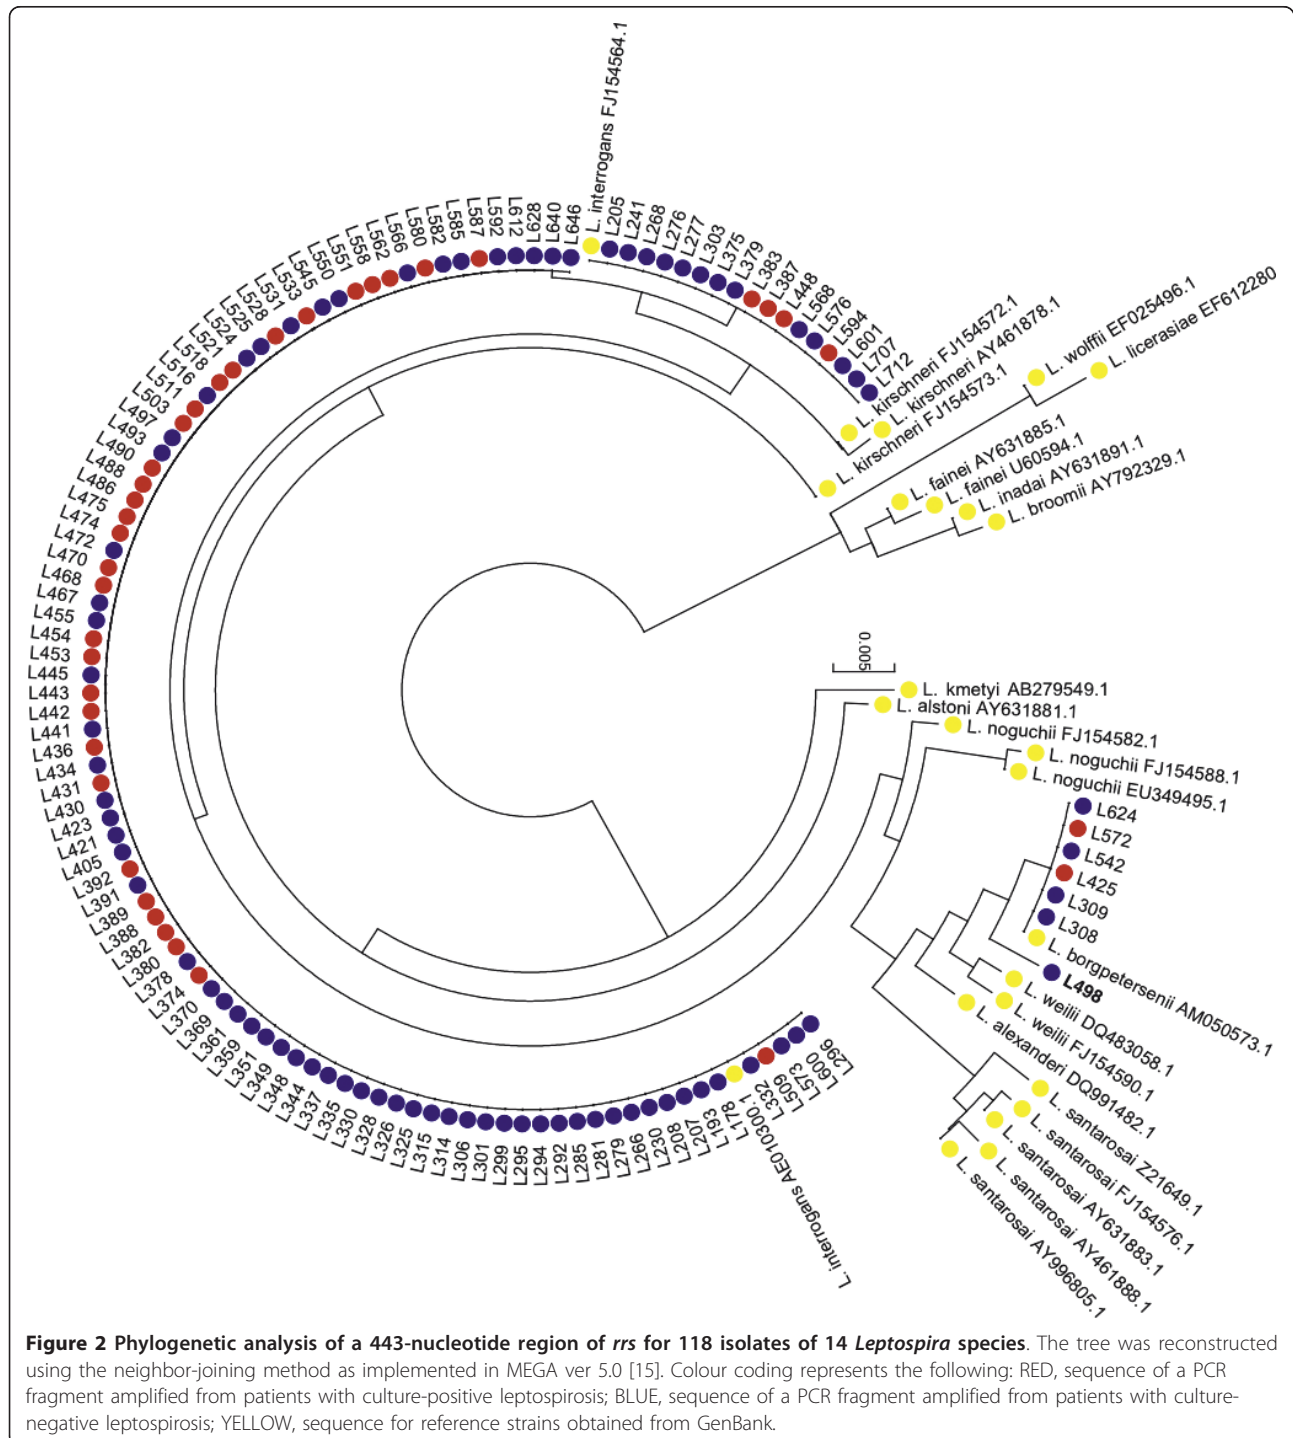 L. interrogans FJ154564.1
L205
L241
L268
L276
L277
L303
L375
L379
L383
L387
L448
L568
L576
L594
L601
L707
L712
L. kirschneri FJ154572.1
L. kirschneri AY461878.1
L. kirschneri FJ154573.1
L. wolffii EF025496.1
L. licerasiae EF612280
L. fainei AY631885.1
L. fainei U60594.1
L. inadai AY631891.1
L. broomii AY792329.1
0.005
L. kmetyi AB279549.1
L. alstoni AY631881.1
L. noguchii FJ154582.1
L. noguchii FJ154588.1
L. noguchii EU349495.1
L624
L572
L542
L425
L309
L308
L. borgpetersenii AM050573.1
L498
L. weilii DQ483058.1
L. weilii FJ154590.1
L. alexanderi DQ991482.1
L. santarosai Z21649.1
L. santarosai FJ154576.1
L. santarosai AY631883.1
L. santarosai AY461888.1
L. santarosai AY996805.1
L296
L600
L573
L509
L332
L. interrogans AE010300.1
L178
L193
L207
L208
L230
L266
L279
L281
L285
L292
L294
L295
L299
L301
L306
L314
L315
L325
L326
L328
L330
L335
L337
L344
L348
L349
L351
L359
L361
L369
L370
L374
L378
L380
L382
L388
L389
L391
L392
L405
L421
L423
L430
L431
L434
L436
L441
L442
L443
L445
L453
L454
L455
L467
L468
L470
L472
L474
L475
L486
L488
L490
L493
L497
L503
L511
L516
L518
L521
L524
L525
L528
L531
L533
L545
L550
L551
L558
L562
L566
L580
L582
L585
L587
L592
L612
L628
L640
L646
Figure 2 Phylogenetic analysis of a 443-nucleotide region of rrs for 118 isolates of 14 Leptospira species. The tree was reconstructed
using the neighbor-joining method as implemented in MEGA ver 5.0 [15]. Colour coding represents the following: RED, sequence of a PCR
fragment amplified from patients with culture-positive leptospirosis; BLUE, sequence of a PCR fragment amplified from patients with culture-
negative leptospirosis; YELLOW, sequence for reference strains obtained from GenBank.